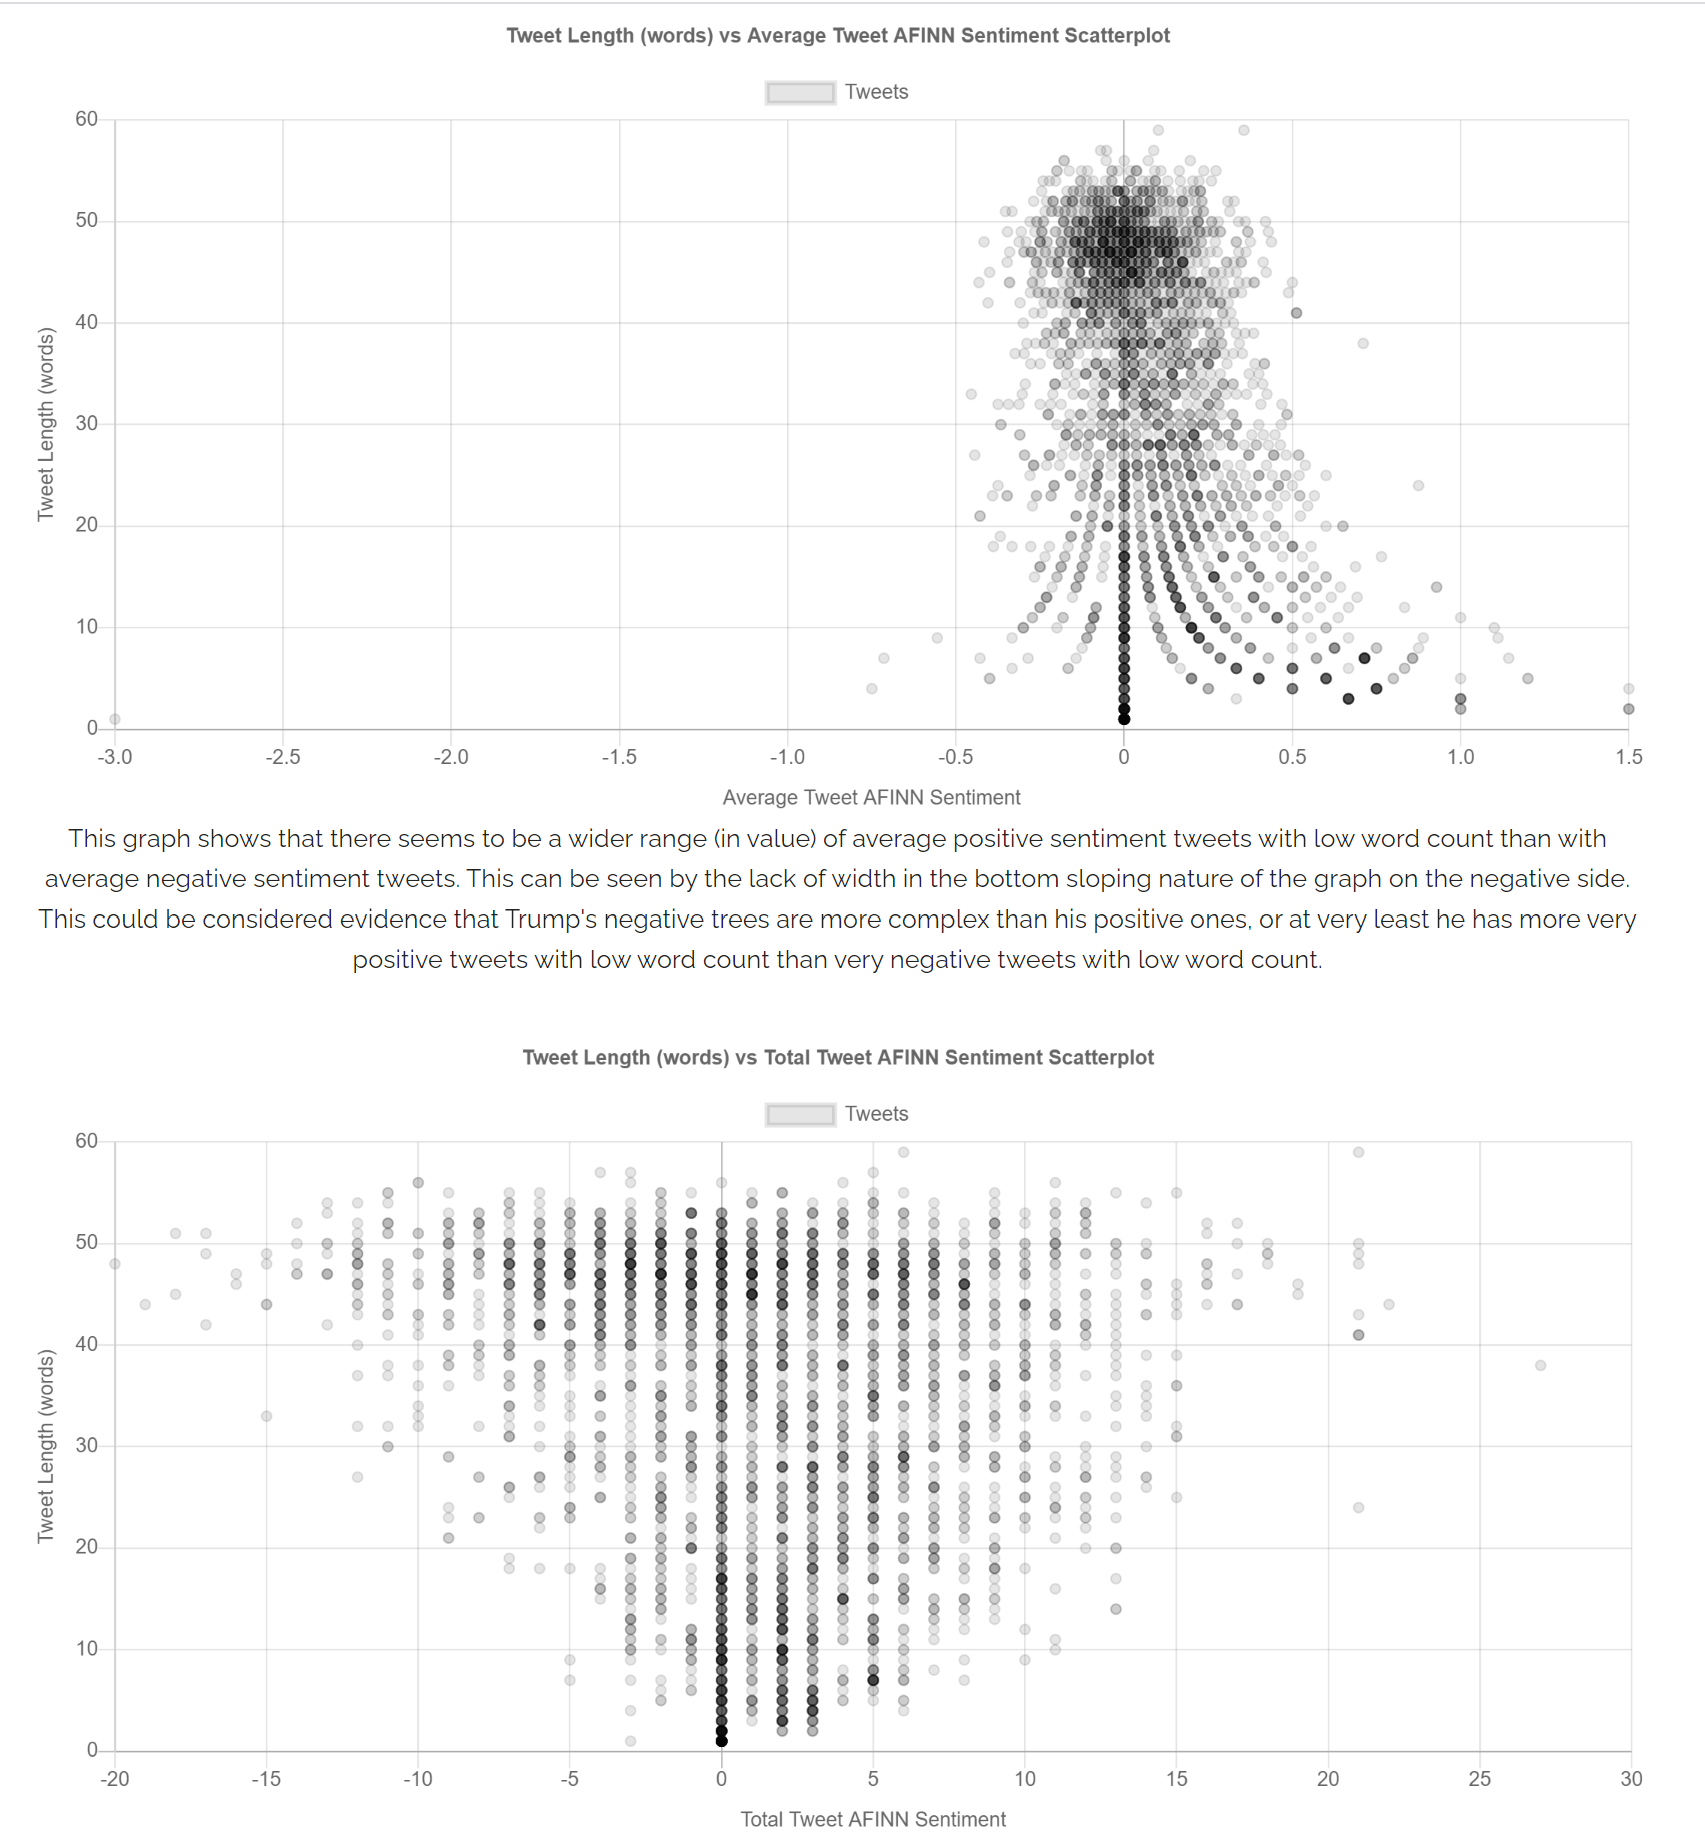 Tweet Length (words) vs Average Tweet AFINN Sentiment Scatterplot
Tweets
60
50
40
30
20
10
0
Tweet Length (words)
-3.0 -2.5 -2.0 -1.5 -1.0 -0.5 0 0.5 1.0 1.5
Average Tweet AFINN Sentiment
This graph shows that there seems to be a wider range (in value) of average positive sentiment tweets with low word count than with
average negative sentiment tweets. This can be seen by the lack of width in the bottom sloping nature of the graph on the negative side.
This could be considered evidence that Trump's negative trees are more complex than his positive ones, or at very least he has more very
positive tweets with low word count than very negative tweets with low word count.
Tweet Length (words) vs Total Tweet AFINN Sentiment Scatterplot
Tweets
60
50
40
30
20
10
0
Tweet Length (words)
-20 -15 -10 -5 0 5 10 15 20 25 30
Total Tweet AFINN Sentiment